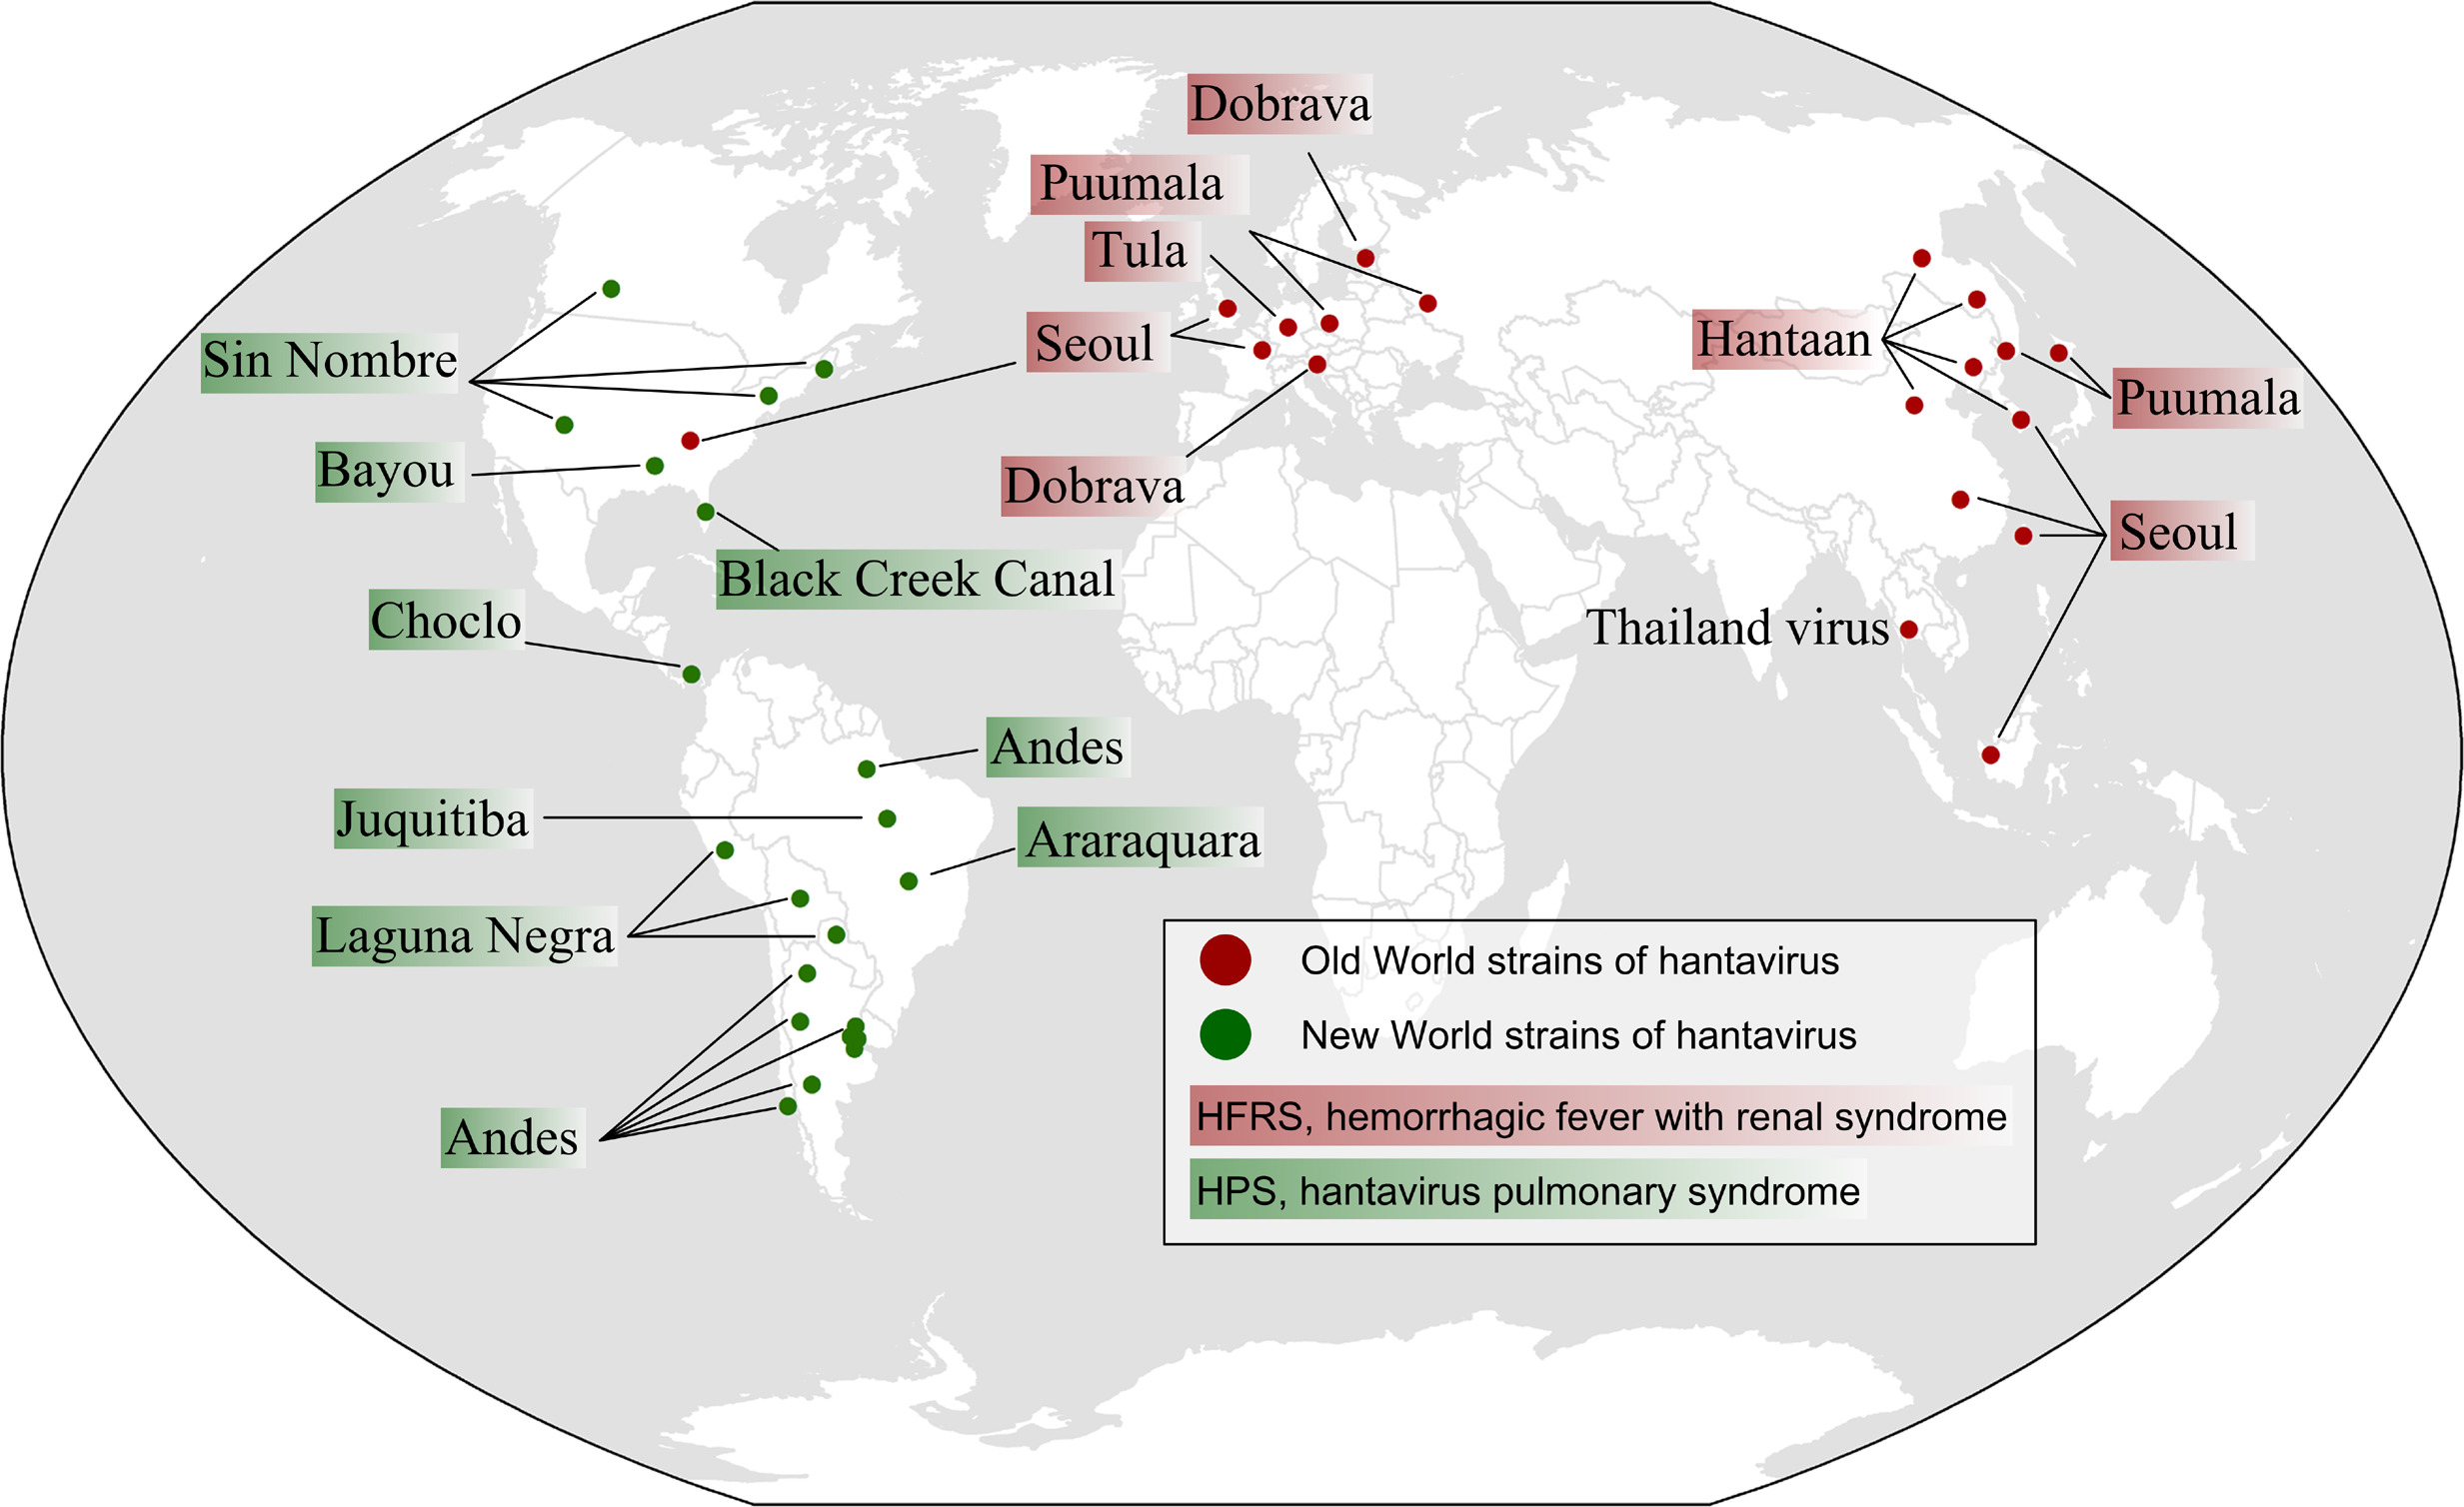 Dobrava
Puumala
Tula
Seoul
Hantaan
Sin Nombre
Puumala
Bayou
Dobrava
Seoul
Black Creek Canal
Choclo
Thailand virus
Andes
Juquitiba
Araraquara
Laguna Negra
Andes
Old World strains of hantavirus
New World strains of hantavirus
HFRS, hemorrhagic fever with renal syndrome
HPS, hantavirus pulmonary syndrome